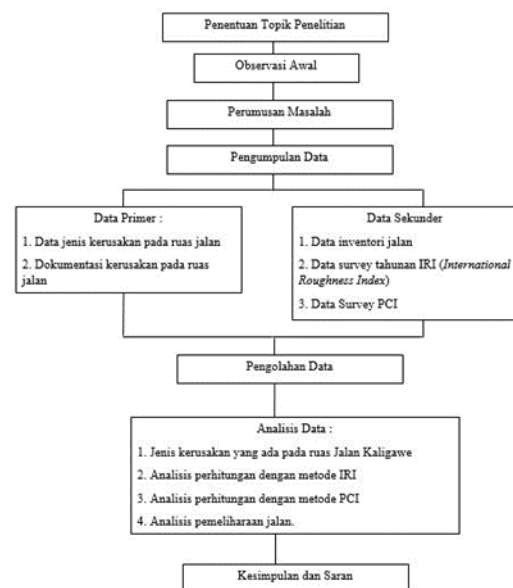 Penentuan Topik Penelitian
Observasi Awal
Perumusan Masalah
Pengumpulan Data
Data Primer :
1. Data jenis kerusakan pada ruas jalan
2. Dokumentasi kerusakan pada ruas
jalan
Data Sekunder
1. Data inventori jalan
2. Data survey tahunan IRI (International
Roughness Index)
3. Data Survey PCI
Pengolahan Data
Analisis Data :
1. Jenis kerusakan yang ada pada ruas Jalan Kaligawe
2. Analisis perhitungan dengan metode IRI
3. Analisis perhitungan dengan metode PCI
4. Analisis pemeliharaan jalan.
Kesimpulan dan Saran